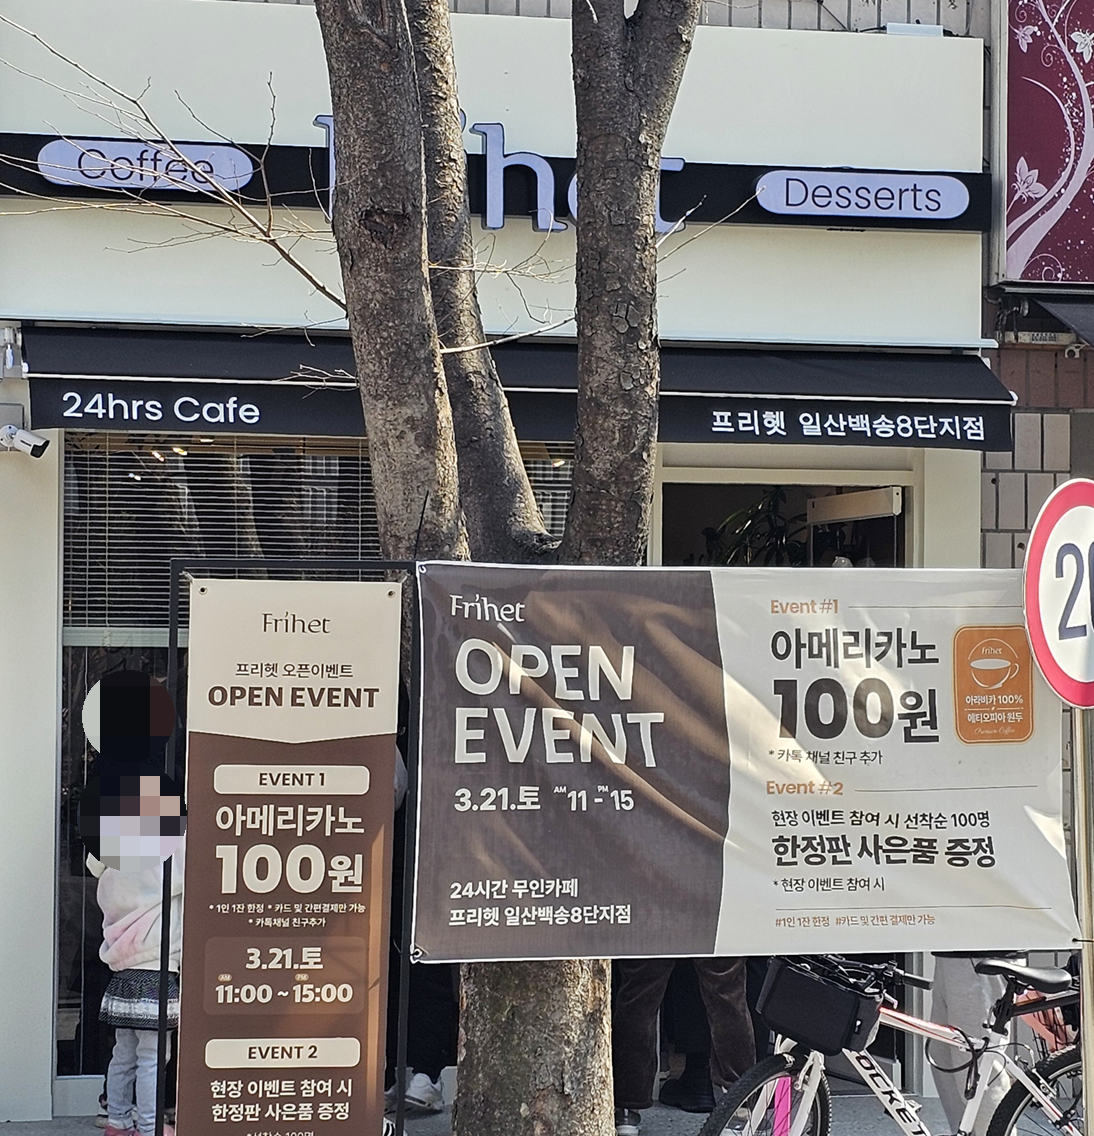 Coffee
Desserts
24hrs Cafe
프리헷 일산백송8단지점
Frihet
프리헷 오픈이벤트
OPEN EVENT
EVENT 1
아메리카노
100원
* 1인 1잔 한정 * 카드 및 간편결제만 가능
* 카톡채널 친구추가
3.21.토
AM
PM
11:00 ~ 15:00
EVENT 2
현장 이벤트 참여 시
한정판 사은품 증정
Frihet
OPEN
EVENT
3.21.토 AM 11 - PM 15
24시간 무인카페
프리헷 일산백송8단지점
Event #1
아메리카노
100원
* 카톡 채널 친구 추가
Frihet
아라비카 100%
에티오피아 원두
Premium Coffee
Event #2
현장 이벤트 참여 시 선착순 100명
한정판 사은품 증정
* 현장 이벤트 참여 시
#1인 1잔 한정 #카드 및 간편 결제만 가능